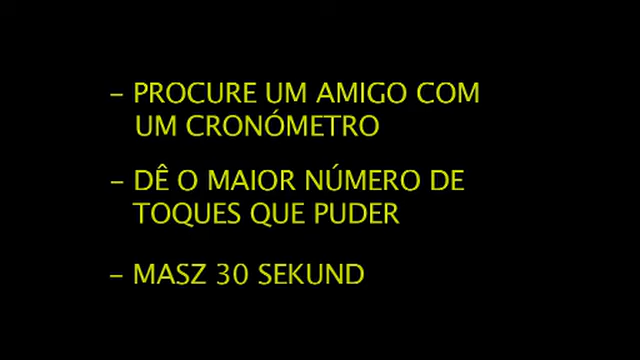 - PROCURE UM AMIGO COM
UM CRONÓMETRO
- DÊ O MAIOR NÚMERO DE
TOQUES QUE PUDER
- MASZ 30 SEKUND